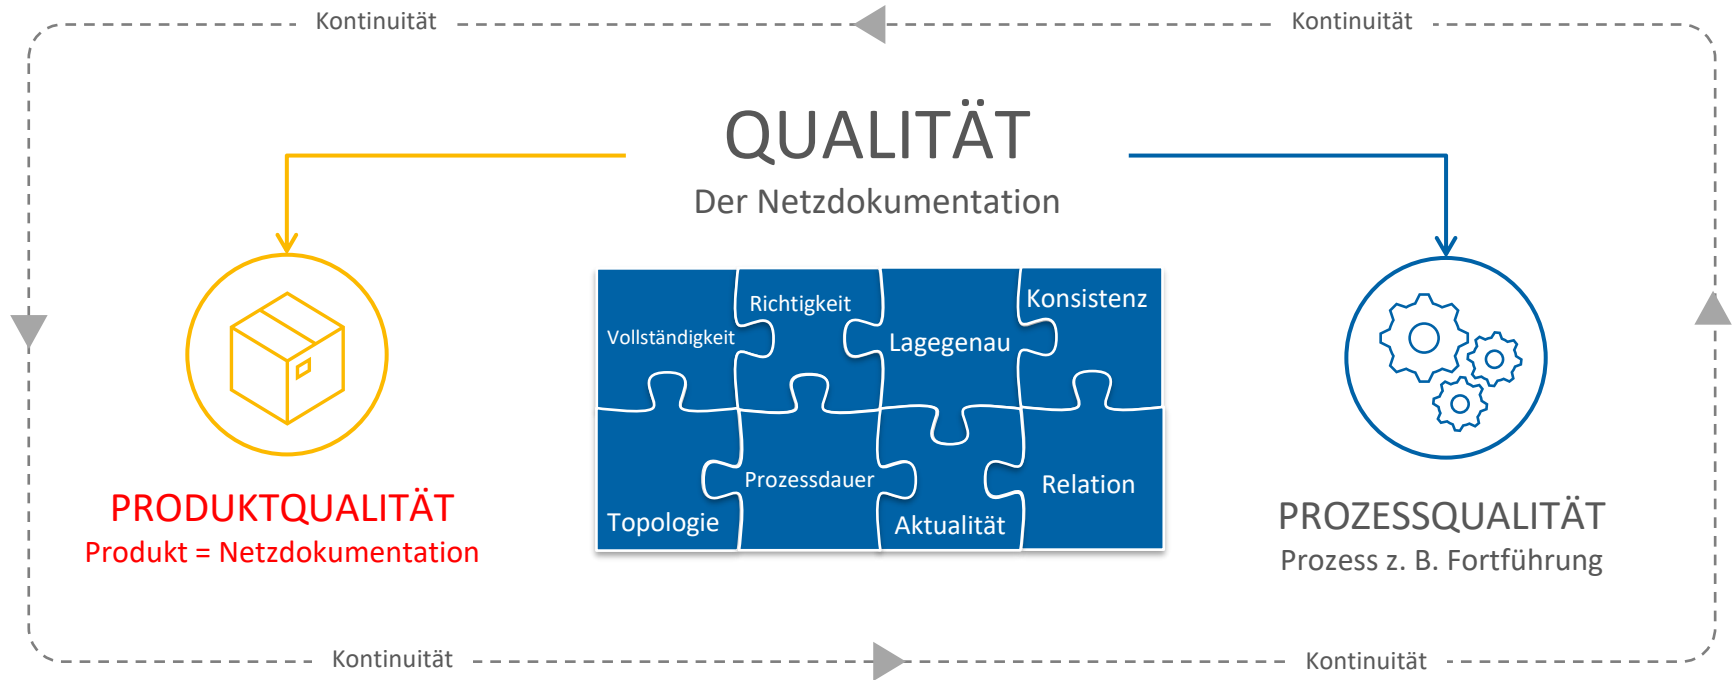 Kontinuität
Kontinuität
QUALITÄT
Der Netzdokumentation
Vollständigkeit
Richtigkeit
Lagegenau
Konsistenz
Topologie
Prozessdauer
Aktualität
Relation
PRODUKTQUALITÄT
Produkt = Netzdokumentation
PROZESSQUALITÄT
Prozess z. B. Fortführung
Kontinuität
Kontinuität